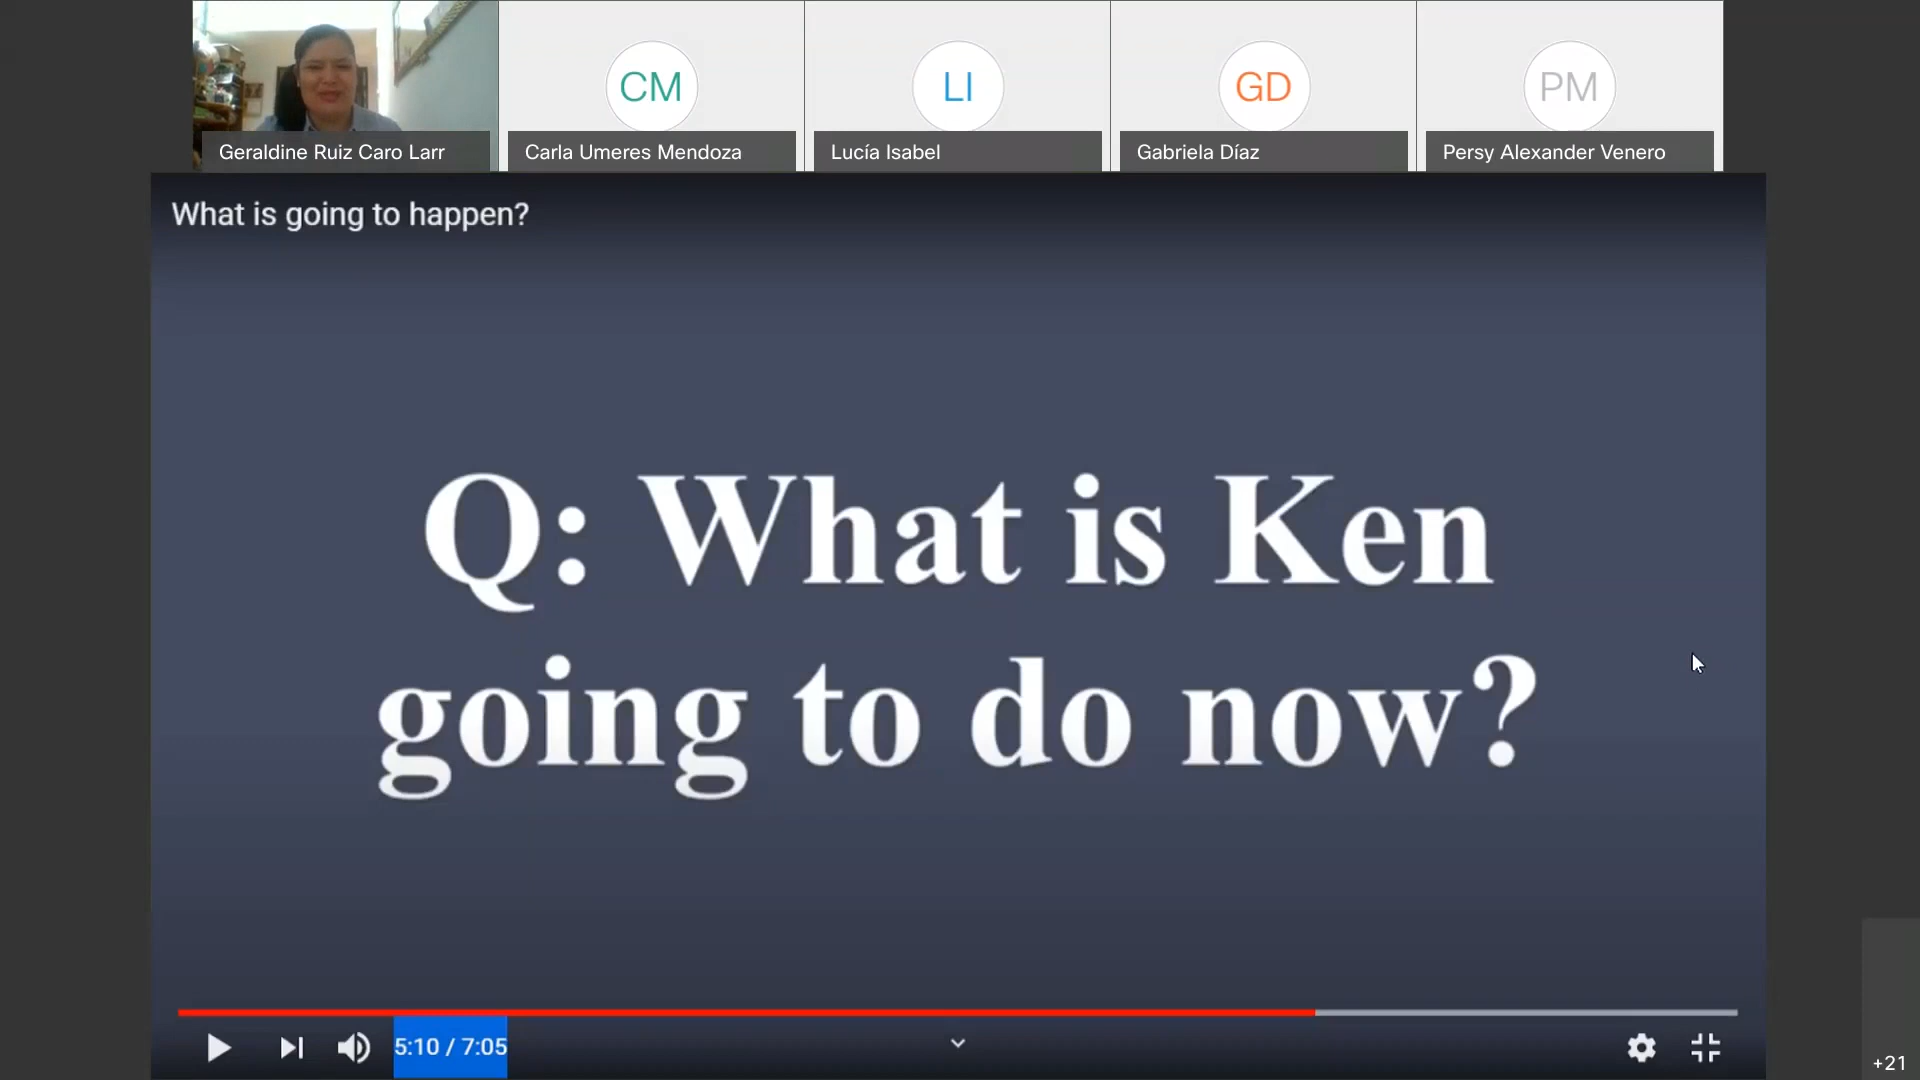 CM
LI
GD
PM
Geraldine Ruiz Caro Larr
Carla Umeres Mendoza
Lucía Isabel
Gabriela Díaz
Persy Alexander Venero
What is going to happen?
Q: What is Ken
going to do now?
5:10 / 7:05
+21